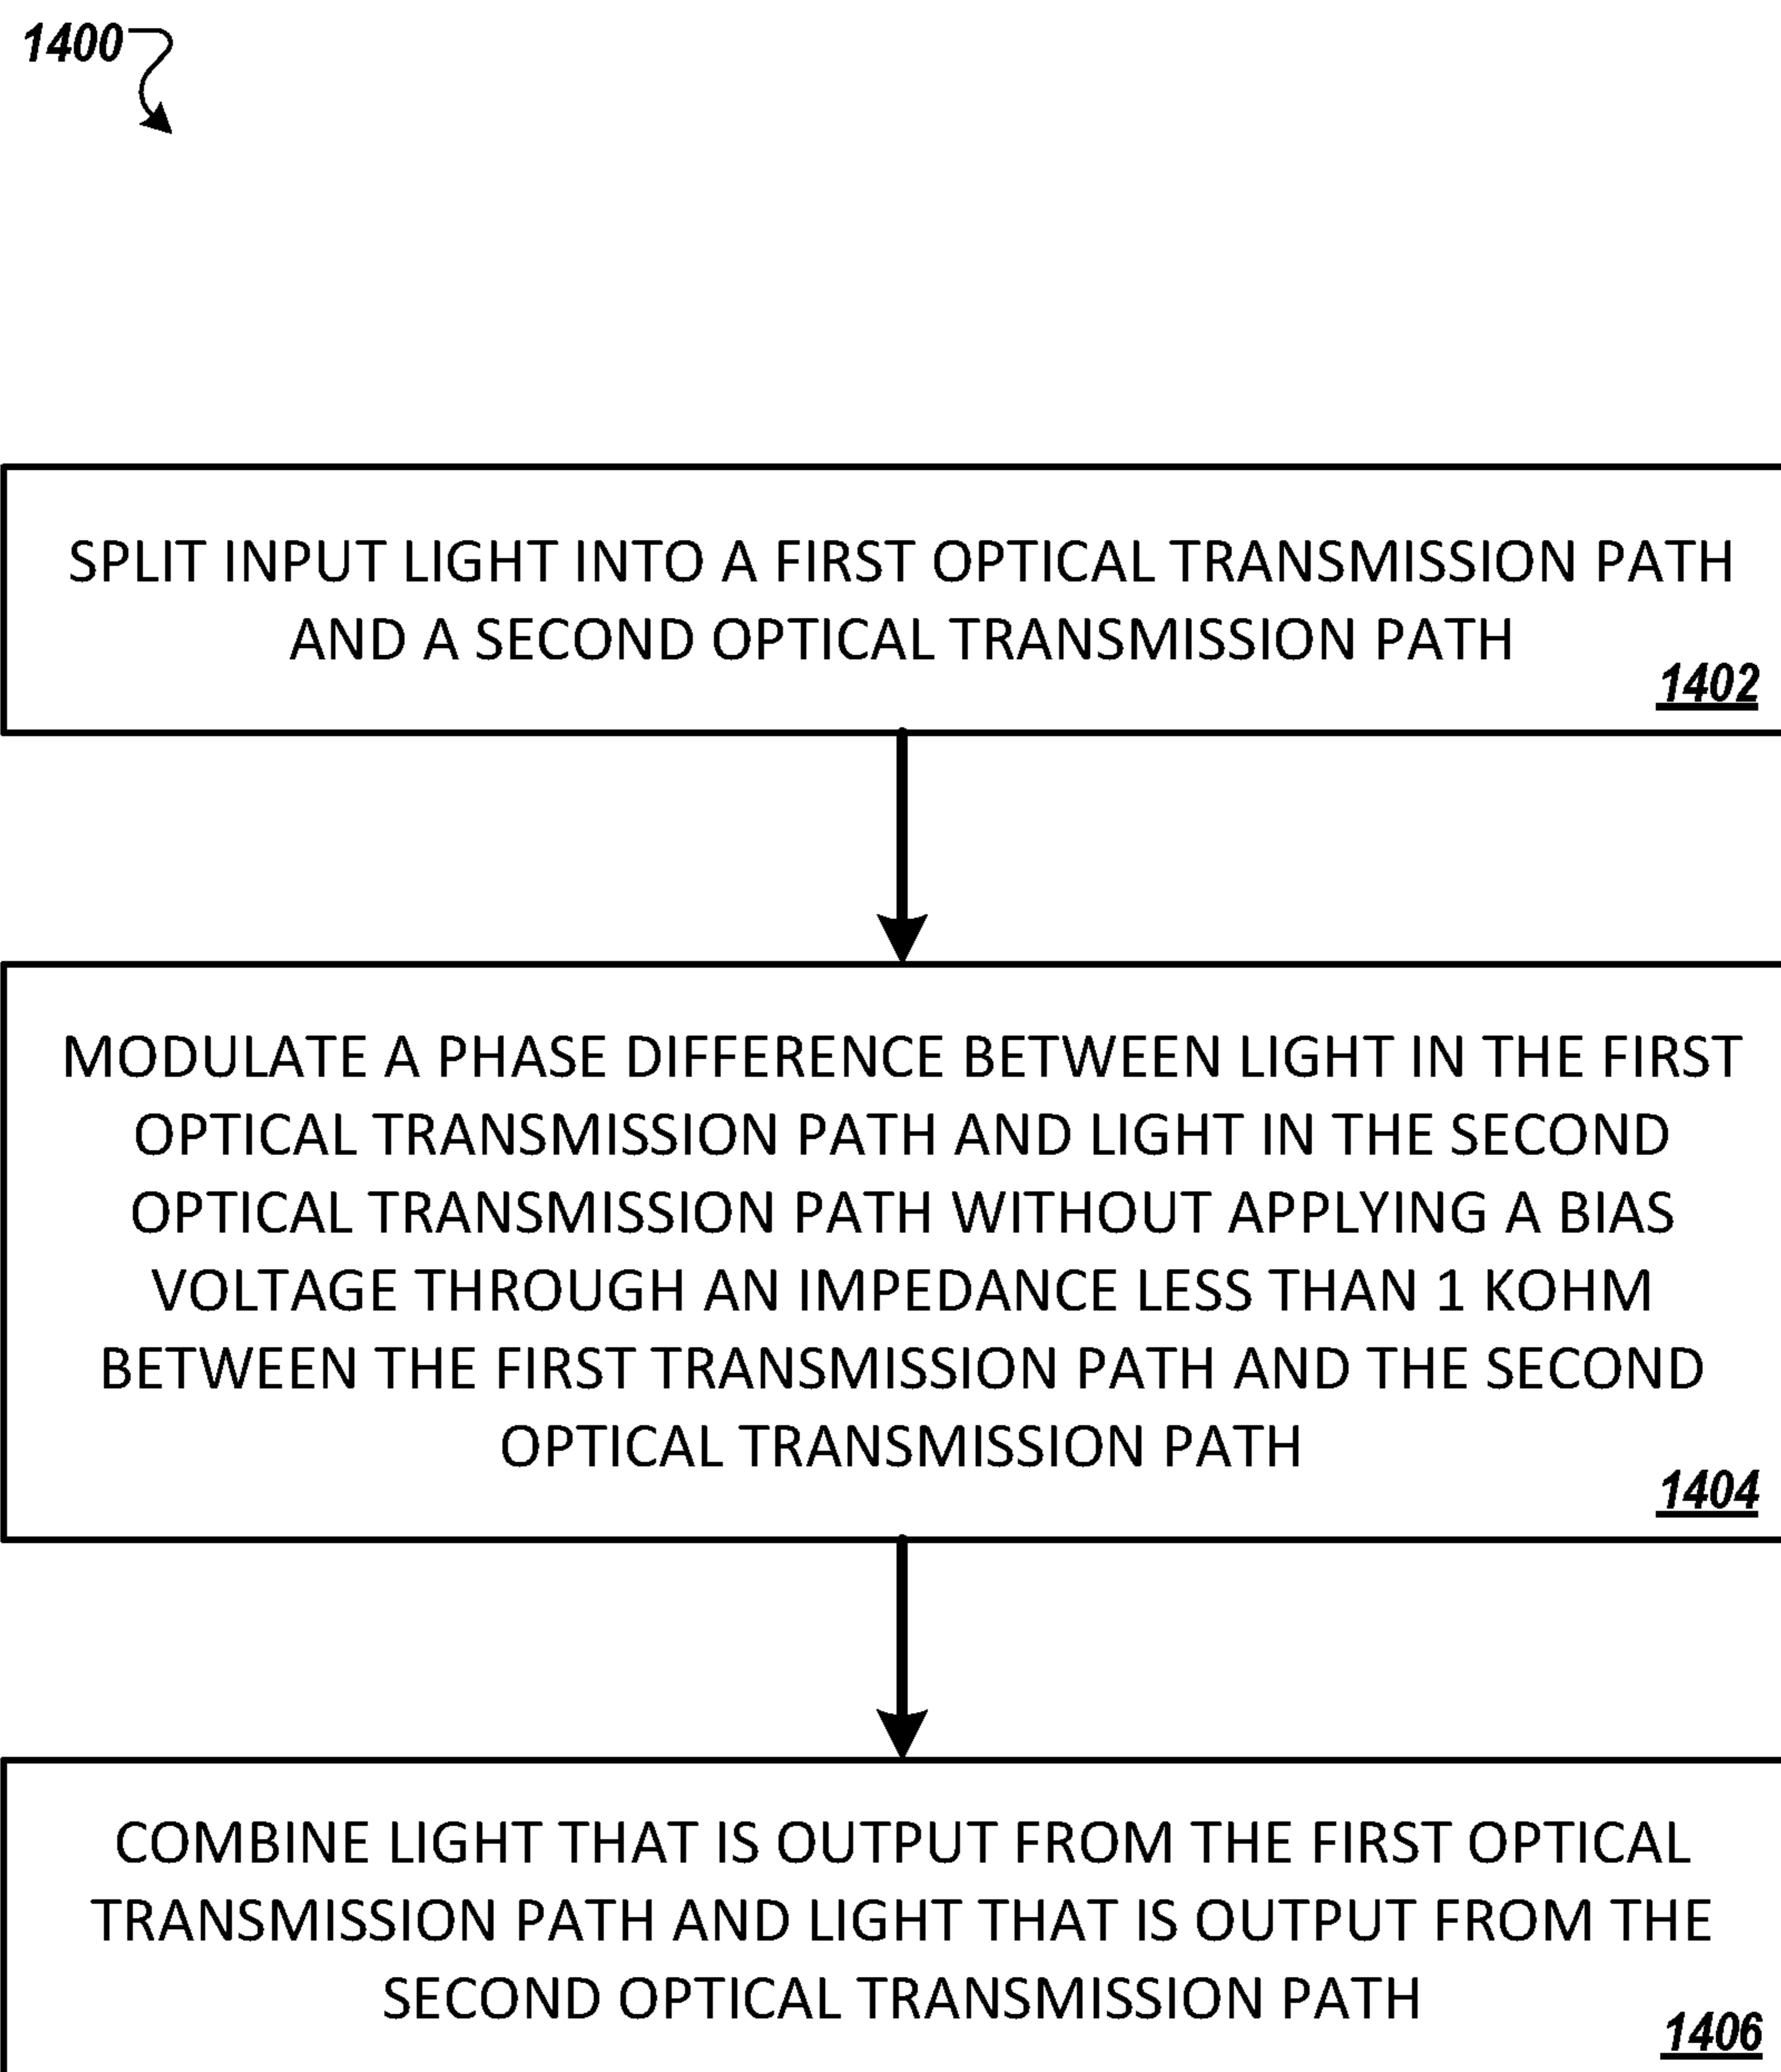 1400
SPLIT INPUT LIGHT INTO A FIRST OPTICAL TRANSMISSION PATH
AND A SECOND OPTICAL TRANSMISSION PATH
1402
MODULATE A PHASE DIFFERENCE BETWEEN LIGHT IN THE FIRST
OPTICAL TRANSMISSION PATH AND LIGHT IN THE SECOND
OPTICAL TRANSMISSION PATH WITHOUT APPLYING A BIAS
VOLTAGE THROUGH AN IMPEDANCE LESS THAN 1 KOHM
BETWEEN THE FIRST TRANSMISSION PATH AND THE SECOND
OPTICAL TRANSMISSION PATH
1404
COMBINE LIGHT THAT IS OUTPUT FROM THE FIRST OPTICAL
TRANSMISSION PATH AND LIGHT THAT IS OUTPUT FROM THE
SECOND OPTICAL TRANSMISSION PATH
1406